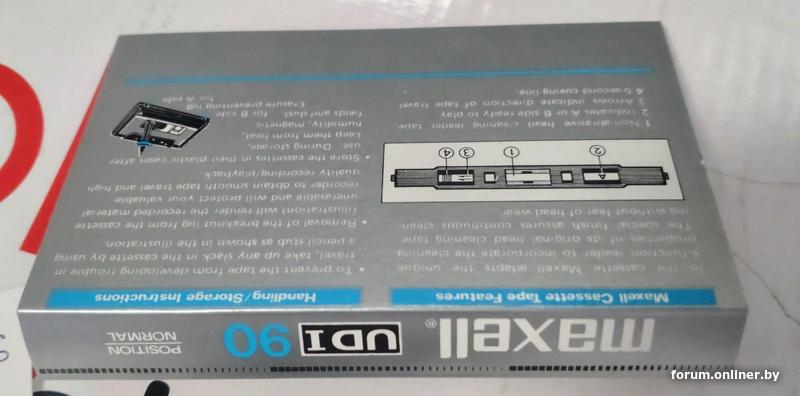 maxell®
UDI 90
POSITION
NORMAL
Maxell Cassette Tape Features
In this cassette Maxell adapts the unique
4-function leader to incorporate the cleaning
properties of its original head cleaning tape.
The special finish assures continuous clean-
ing without fear of head wear
2
1
3
4
1 Non-abrasive head cleaning leader tape
2 Indicates A or B side ready to play.
3 Arrows indicate direction of tape travel
4 5-second cueing line.
Handling/Storage Instructions
• To prevent the tape from developing trouble in
travel, take up any slack in the cassette by using
a pencil stub as shown in the illustration.
• Removal of the breakout lug from the cassette
(illustration) will render the recorded material
unerasable and will protect your valuable
recorder to obtain smooth tape travel and high
quality recording/playback.
• Store the cassettes in their plastic cases after
use. During storage,
keep them from heat,
humidity, magnetic
fields and dust.
for B side
Erasure preventing lug
for A side
forum.onliner.by